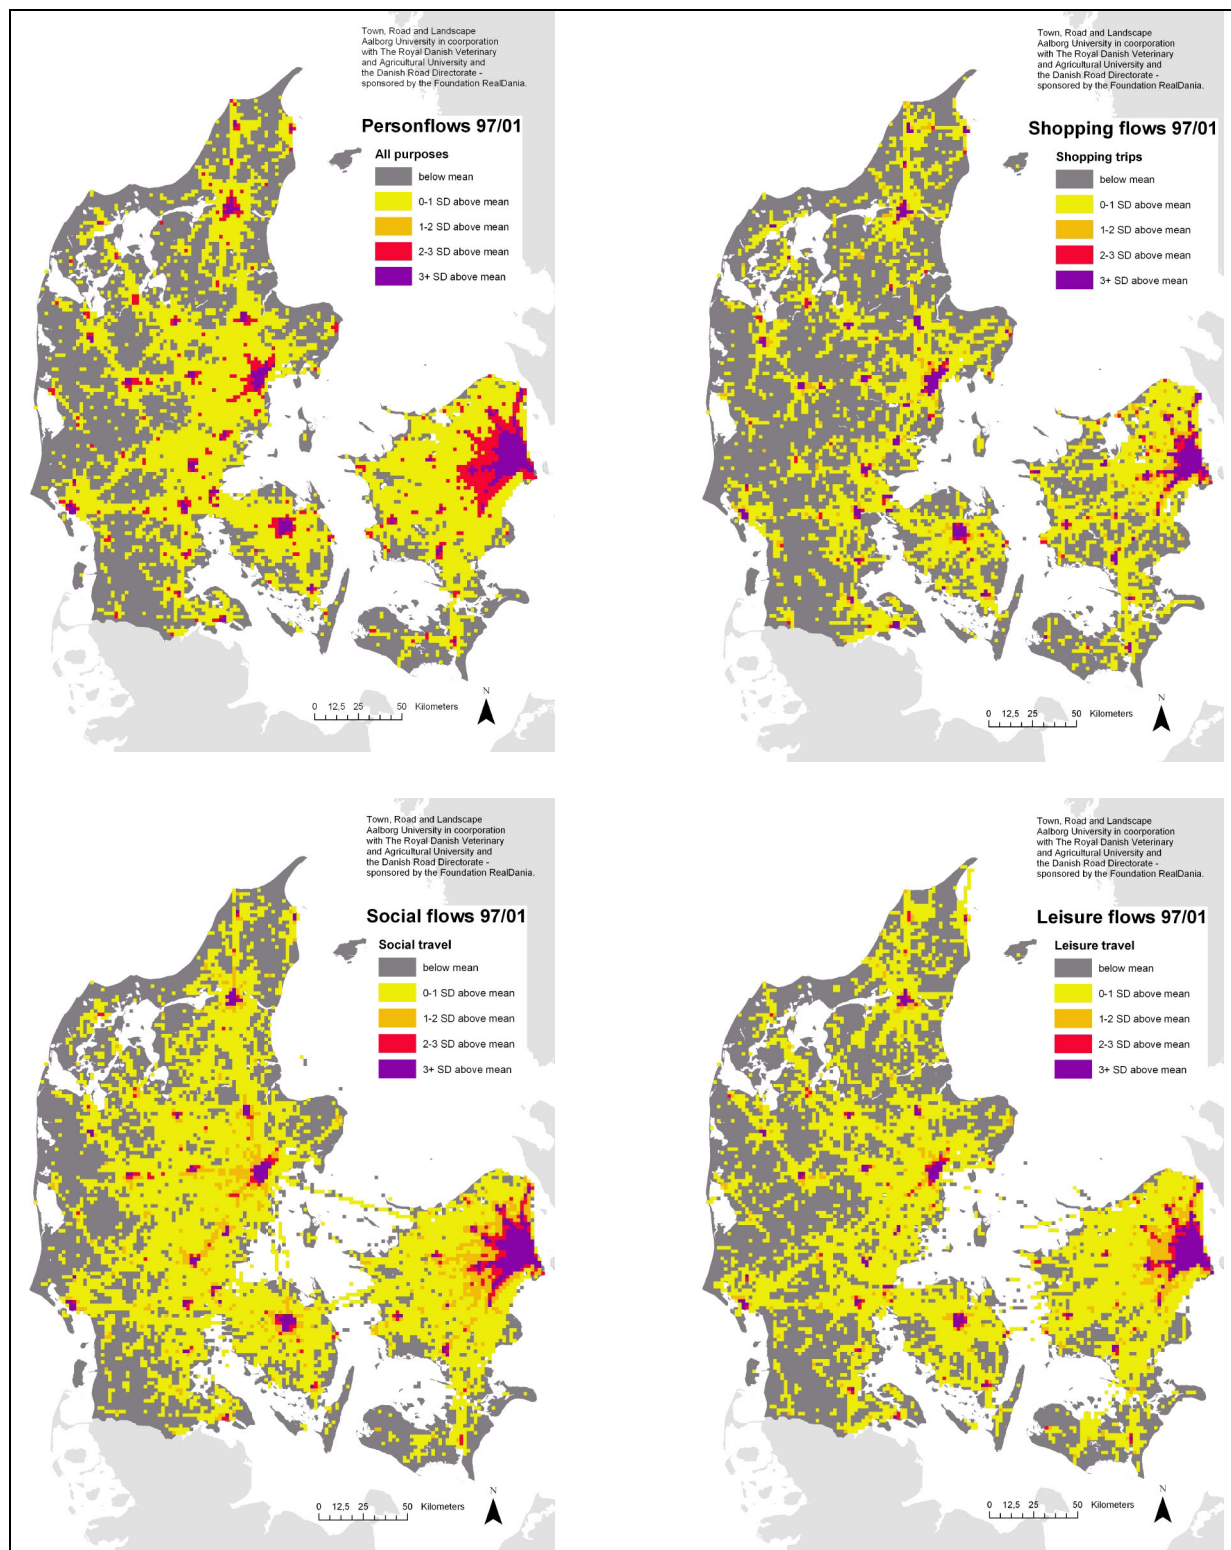 Town, Road and Landscape
Aalborg University in coorporation
with The Royal Danish Veterinary
and Agricultural University and
the Danish Road Directorate -
sponsored by the Foundation RealDania.
Personflows 97/01
All purposes
below mean
0-1 SD above mean
1-2 SD above mean
2-3 SD above mean
3+ SD above mean
N
0 12,5 25 50 Kilometers
Town, Road and Landscape
Aalborg University in coorporation
with The Royal Danish Veterinary
and Agricultural University and
the Danish Road Directorate -
sponsored by the Foundation RealDania.
Shopping flows 97/01
Shopping trips
below mean
0-1 SD above mean
1-2 SD above mean
2-3 SD above mean
3+ SD above mean
N
0 12,5 25 50 Kilometers
Town, Road and Landscape
Aalborg University in coorporation
with The Royal Danish Veterinary
and Agricultural University and
the Danish Road Directorate -
sponsored by the Foundation RealDania.
Social flows 97/01
Social travel
below mean
0-1 SD above mean
1-2 SD above mean
2-3 SD above mean
3+ SD above mean
N
0 12,5 25 50 Kilometers
Town, Road and Landscape
Aalborg University in coorporation
with The Royal Danish Veterinary
and Agricultural University and
the Danish Road Directorate -
sponsored by the Foundation RealDania.
Leisure flows 97/01
Leisure travel
below mean
0-1 SD above mean
1-2 SD above mean
2-3 SD above mean
3+ SD above mean
N
0 12,5 25 50 Kilometers